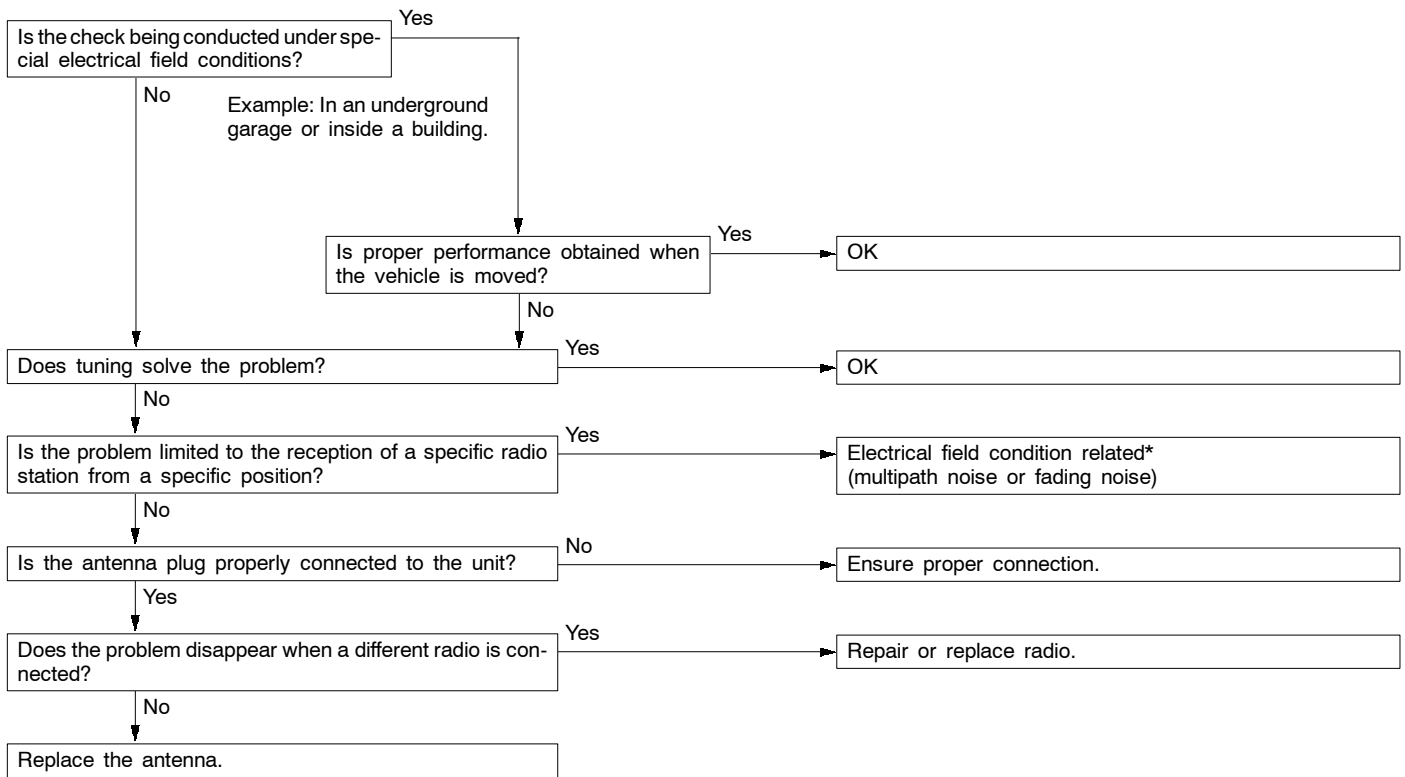 Yes
Is the check being conducted under spe-
cial electrical field conditions?
No
Example: In an underground
garage or inside a building.
Yes
Is proper performance obtained when
the vehicle is moved?
OK
No
Yes
Does tuning solve the problem?
OK
No
Yes
Is the problem limited to the reception of a specific radio
station from a specific position?
Electrical field condition related*
(multipath noise or fading noise)
No
No
Is the antenna plug properly connected to the unit?
Ensure proper connection.
Yes
Yes
Does the problem disappear when a different radio is con-
nected?
Repair or replace radio.
No
Replace the antenna.